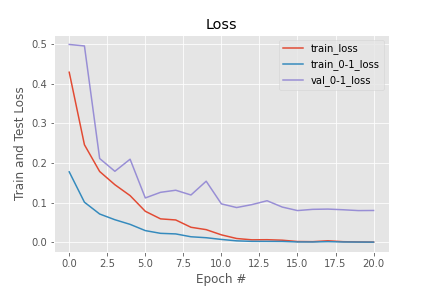 Loss
train_loss
train_0-1_loss
val_0-1_loss
Train and Test Loss
0.5
0.4
0.3
0.2
0.1
0.0
0.0 2.5 5.0 7.5 10.0 12.5 15.0 17.5 20.0
Epoch #